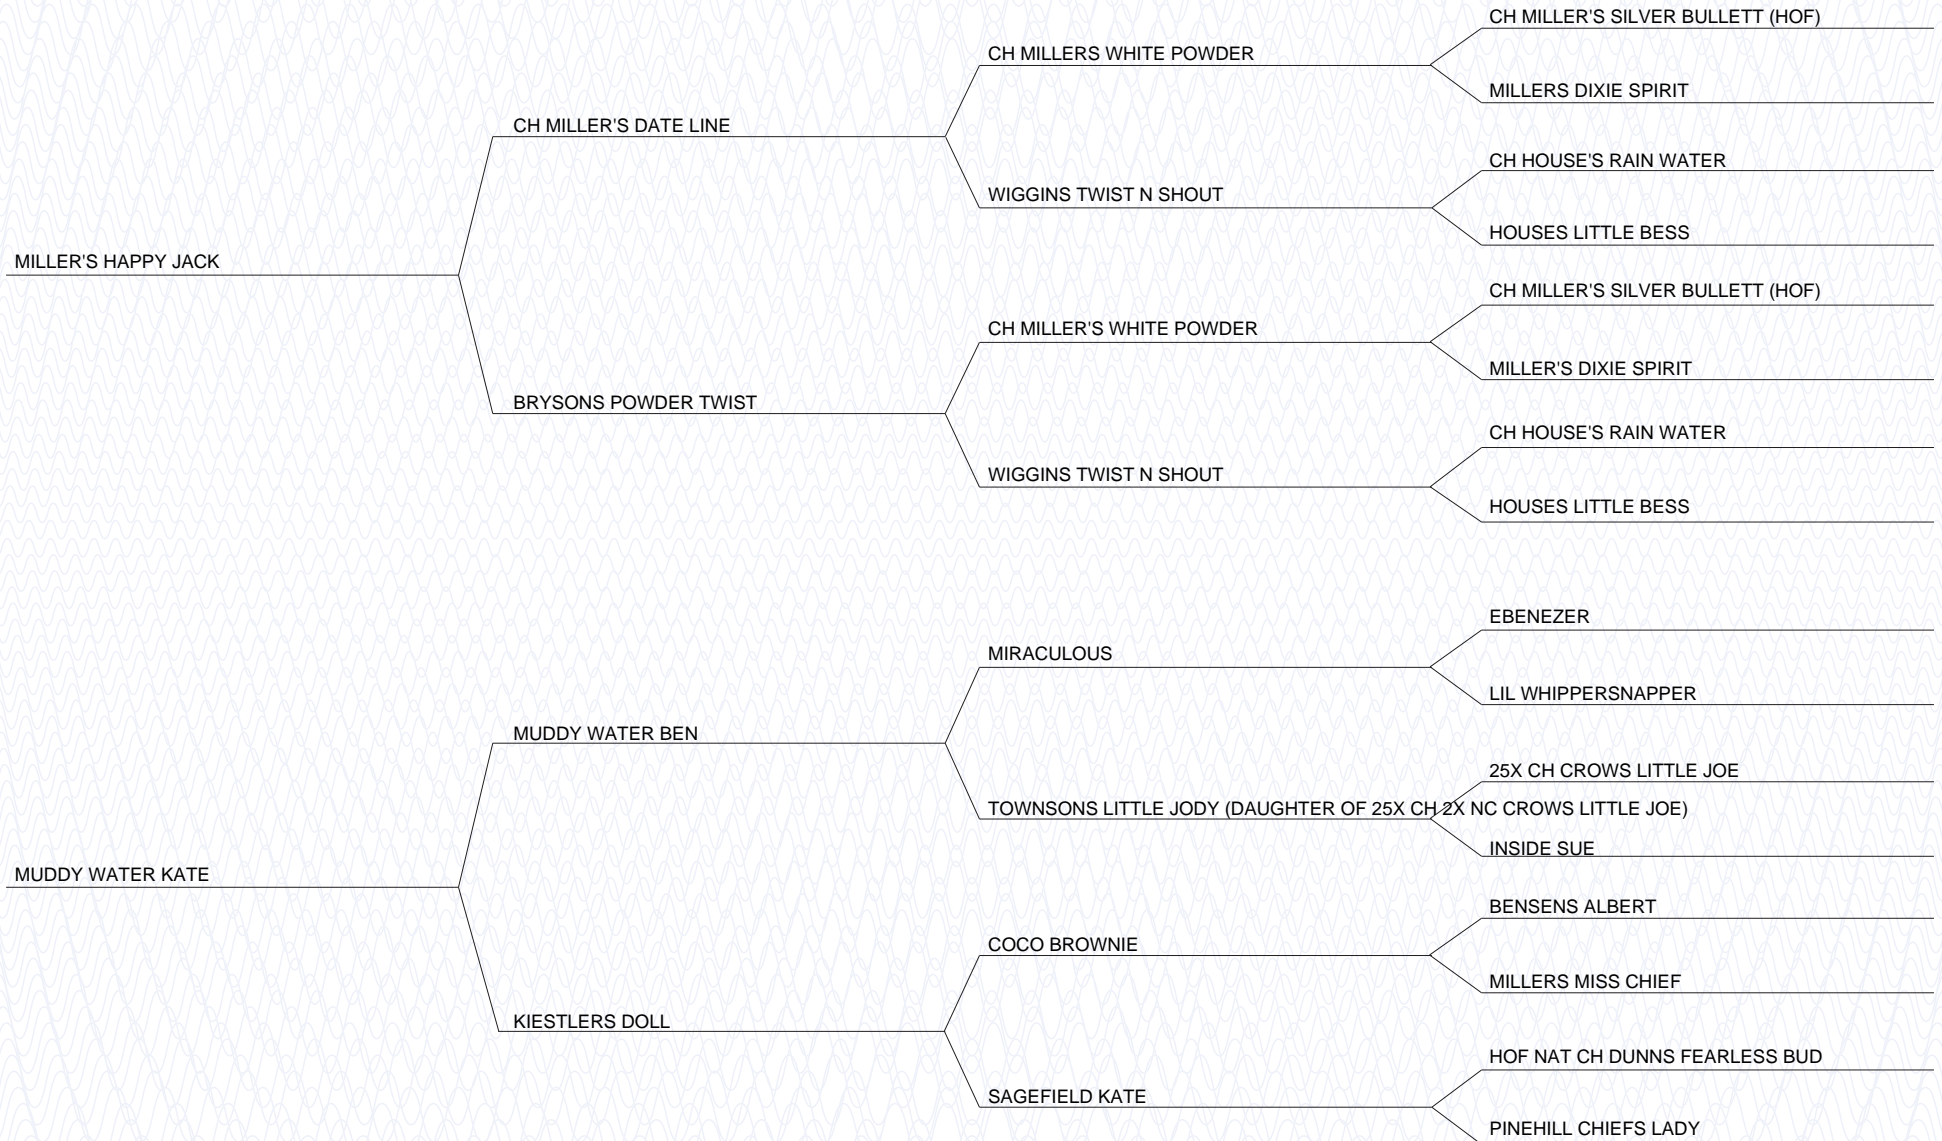 CH MILLER'S SILVER BULLETT (HOF)
CH MILLERS WHITE POWDER
MILLERS DIXIE SPIRIT
CH MILLER'S DATE LINE
CH HOUSE'S RAIN WATER
WIGGINS TWIST N SHOUT
HOUSES LITTLE BESS
MILLER'S HAPPY JACK
CH MILLER'S SILVER BULLETT (HOF)
CH MILLER'S WHITE POWDER
MILLER'S DIXIE SPIRIT
BRYSONS POWDER TWIST
CH HOUSE'S RAIN WATER
WIGGINS TWIST N SHOUT
HOUSES LITTLE BESS
EBENEZER
MIRACULOUS
LIL WHIPPERSNAPPER
MUDDY WATER BEN
25X CH CROWS LITTLE JOE
TOWNSONS LITTLE JODY (DAUGHTER OF 25X CH 2X NC CROWS LITTLE JOE)
INSIDE SUE
MUDDY WATER KATE
BENSENS ALBERT
COCO BROWNIE
MILLERS MISS CHIEF
KIESTLERS DOLL
HOF NAT CH DUNNS FEARLESS BUD
SAGEFIELD KATE
PINEHILL CHIEFS LADY